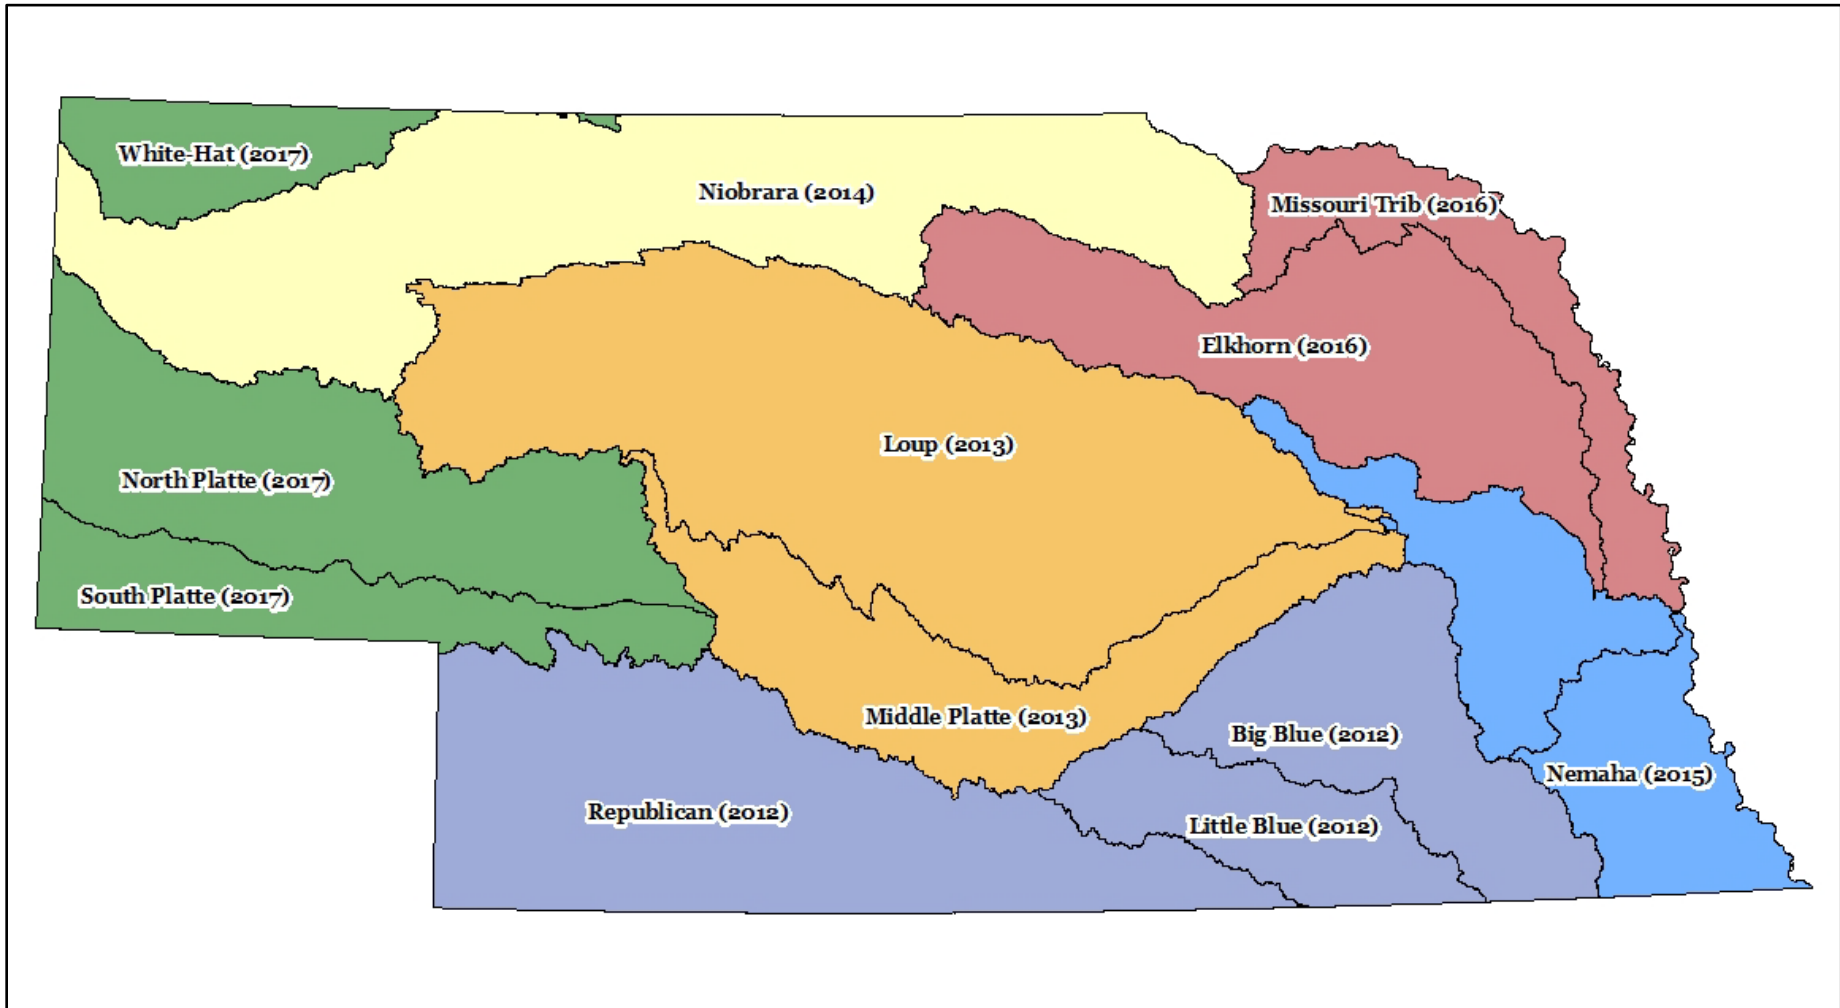 White-Hat (2017)
Niobrara (2014)
Missouri Trib (2016)
Elkhorn (2016)
Loup (2013)
North Platte (2017)
South Platte (2017)
Middle Platte (2013)
Big Blue (2012)
Nemaha (2015)
Republican (2012)
Little Blue (2012)